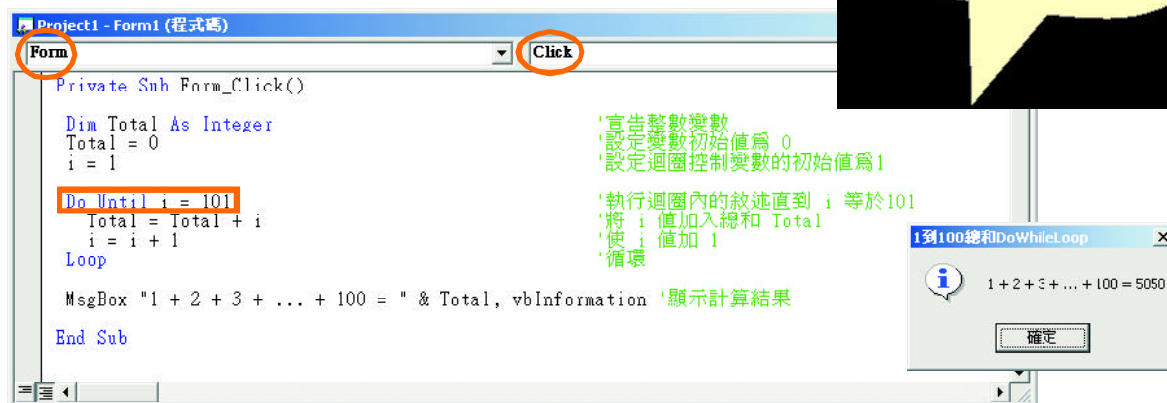 Project1 - Form1 (程式碼)
Form Click
Private Sub Form_Click()
Dim Total As Integer '宣告整數變數
Total = 0 '設定變數初始值爲 0
i = 1 '設定迴圈控制變數的初始值爲1
Do Until i = 101 '執行迴圈內的敘述直到 i 等於101
Total = Total + i '將 i 值加入總和 Total
i = i + 1 '使 i 值加 1
Loop '循環
MsgBox "1 + 2 + 3 + ... + 100 = " & Total, vbInformation '顯示計算結果
End Sub
1到100總和DoWhileLoop
1 + 2 + 3 + ... + 100 = 5050
確定